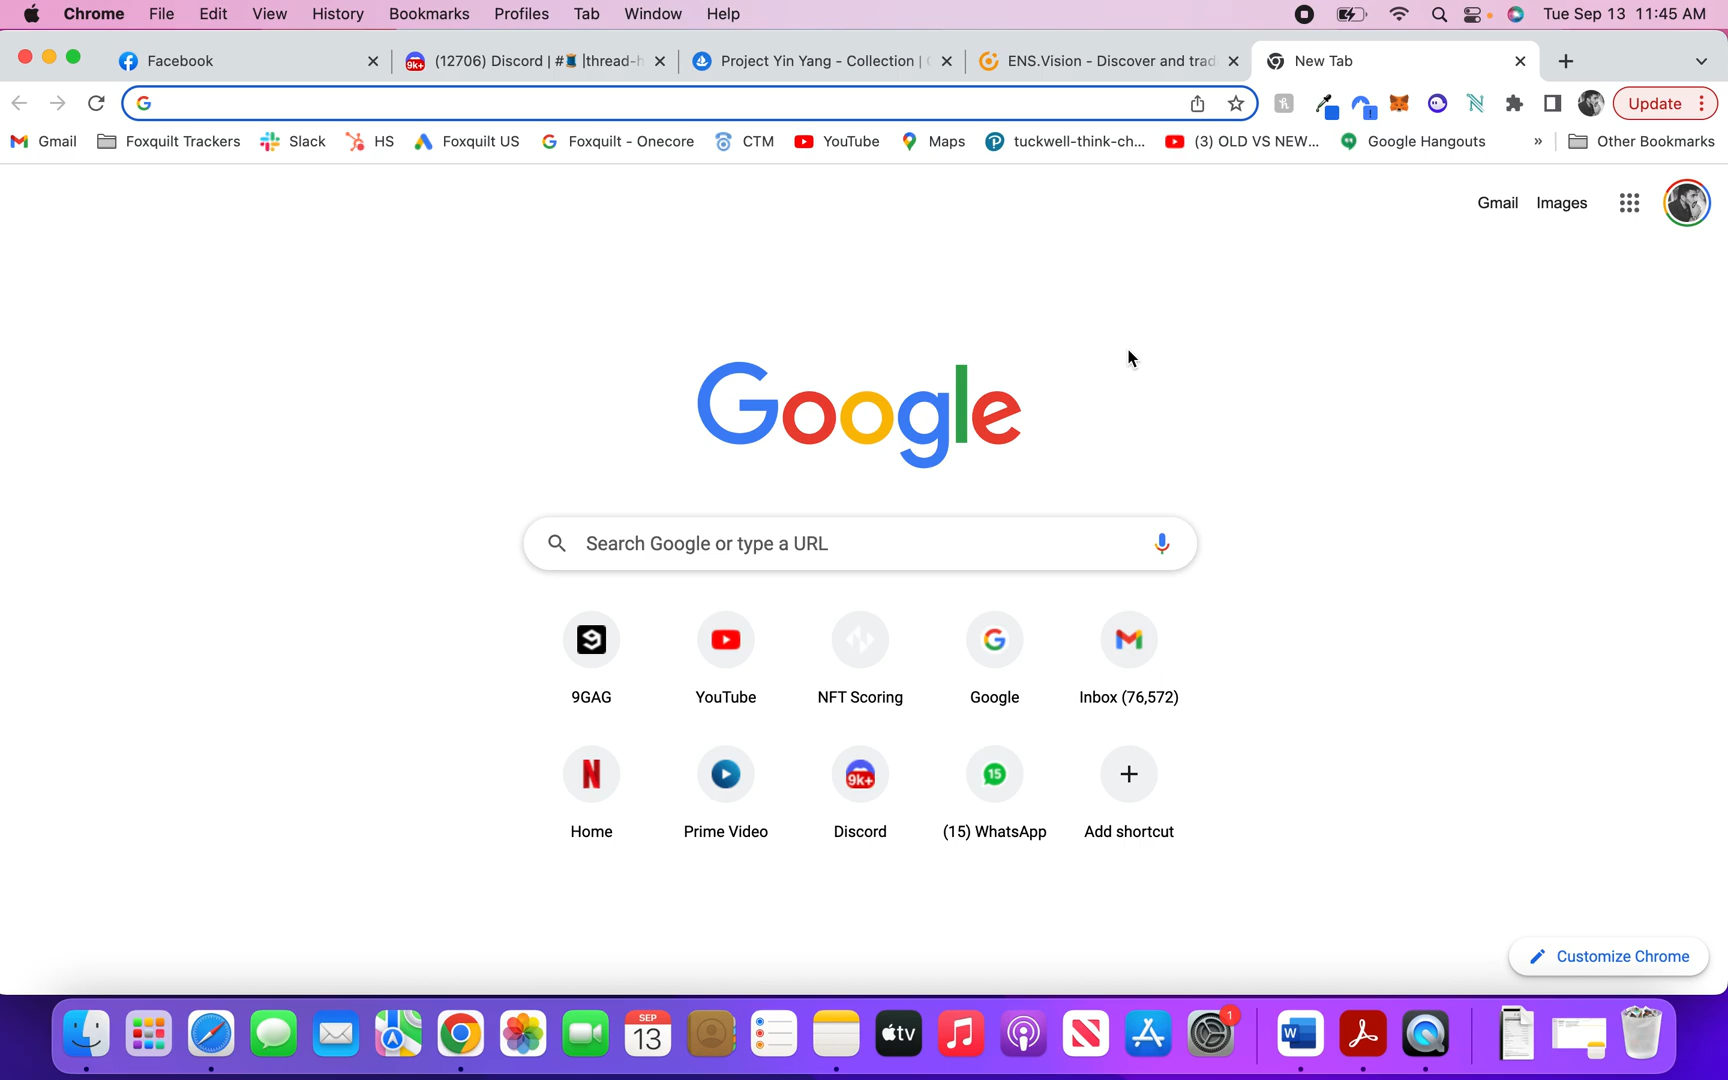 Chrome File Edit View History Bookmarks Profiles Tab Window Help Tue Sep 13 11:45 AM
Facebook (12706) Discord | #🧵 |thread-h Project Yin Yang - Collection | ENS.Vision - Discover and trad New Tab
Update
Gmail Foxquilt Trackers Slack HS Foxquilt US Foxquilt - Onecore CTM YouTube Maps tuckwell-think-ch... (3) OLD VS NEW... Google Hangouts » Other Bookmarks
Gmail Images
Google
Search Google or type a URL
9GAG YouTube NFT Scoring Google Inbox (76,572)
9k+ 15
Home Prime Video Discord (15) WhatsApp Add shortcut
Customize Chrome
SEP
13
tv
1